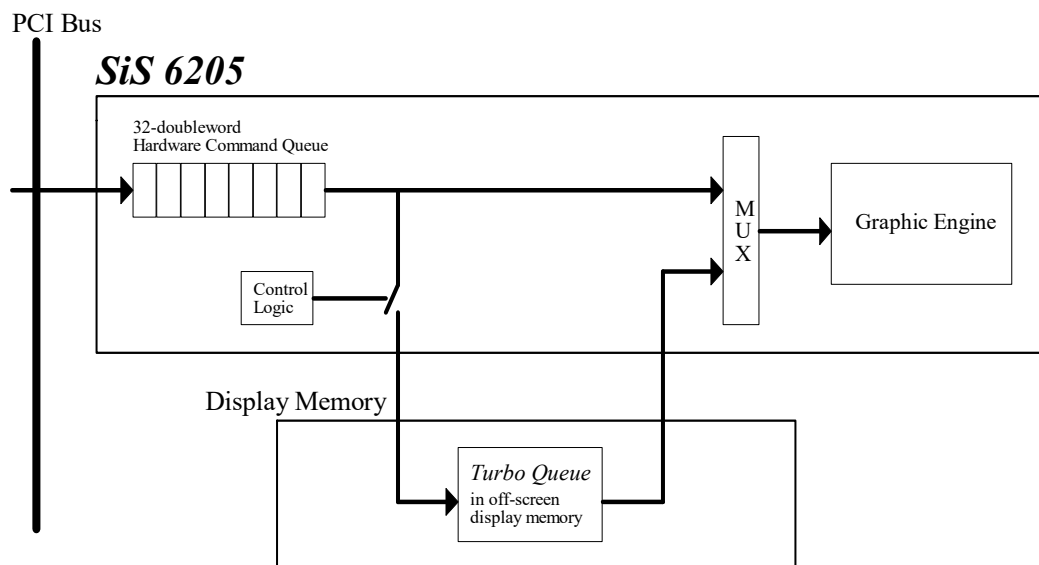 PCI Bus
SiS 6205
32-doubleword
Hardware Command Queue
M
U
X
Graphic Engine
Control
Logic
Display Memory
Turbo Queue
in off-screen
display memory